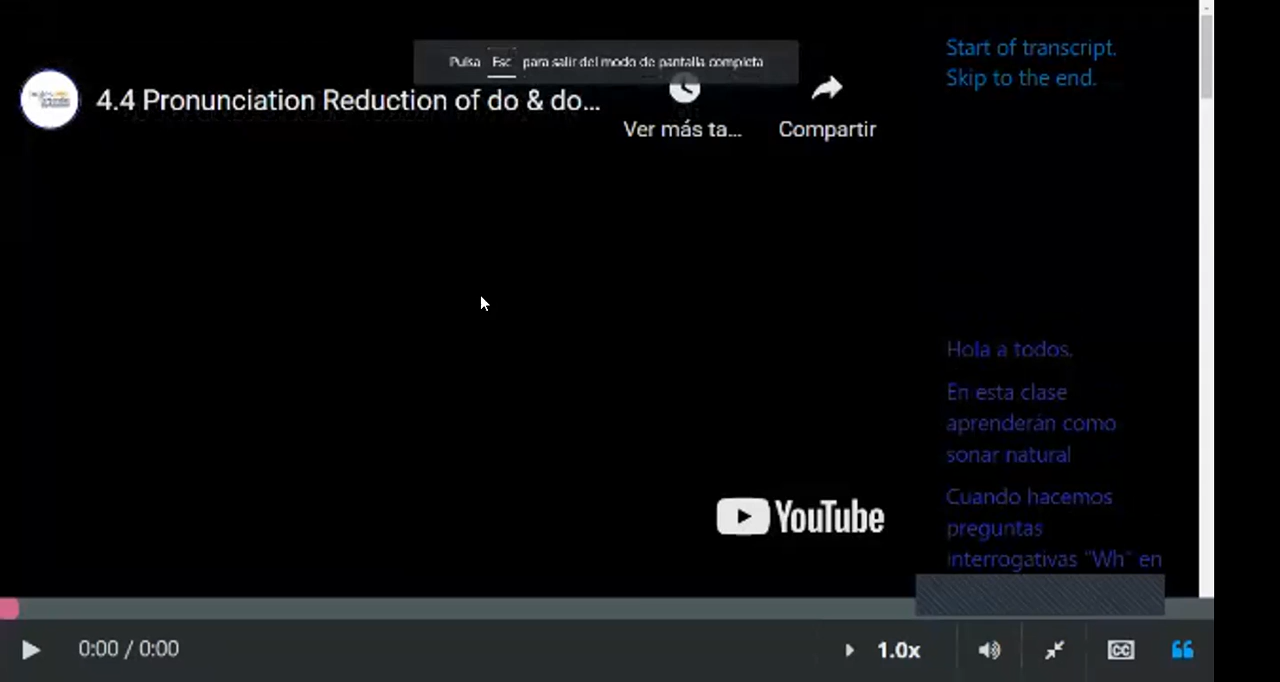 Pulsa Esc para salir del modo de pantalla completa
4.4 Pronunciation Reduction of do & do...
Ver más ta...
Compartir
YouTube
Start of transcript.
Skip to the end.
Hola a todos.
En esta clase
aprenderán como
sonar natural
Cuando hacemos
preguntas
interrogativas "Wh" en
0:00 / 0:00
1.0x
CC